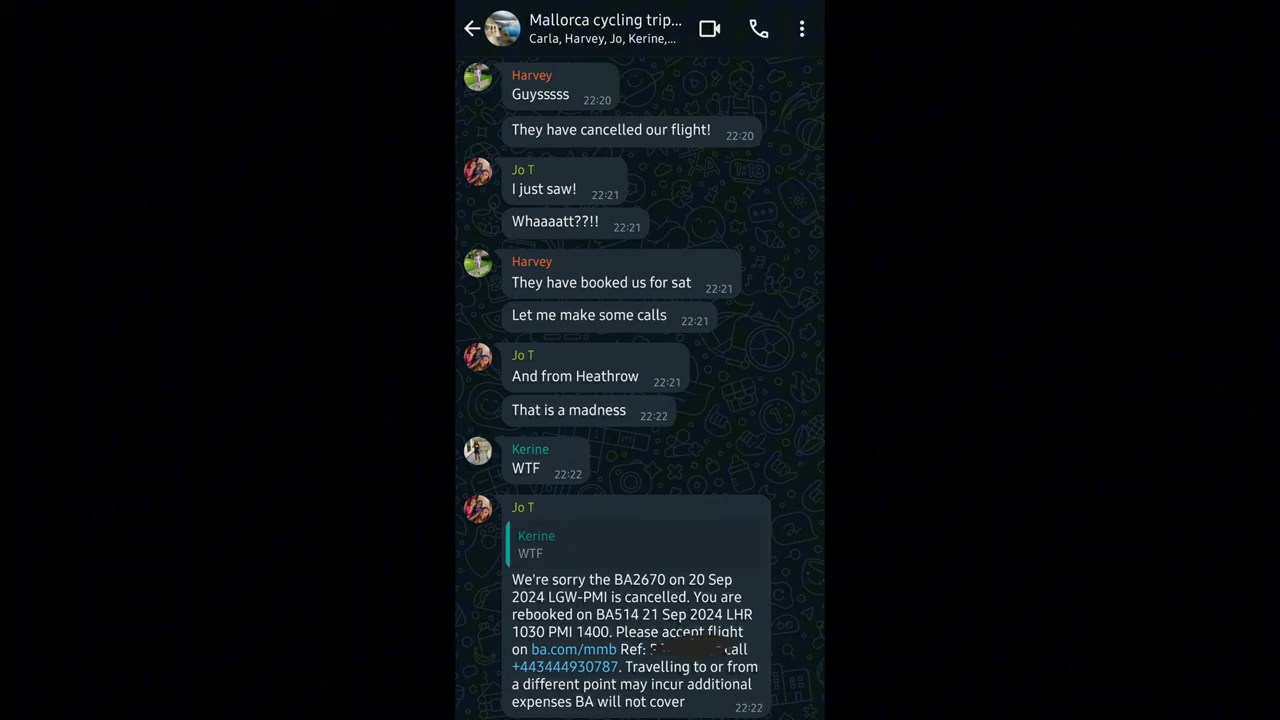 Mallorca cycling trip...
Carla, Harvey, Jo, Kerine,...
Harvey
Guysssss 22:20
They have cancelled our flight! 22:20
Jo T
I just saw! 22:21
Whaaaatt??!! 22:21
Harvey
They have booked us for sat 22:21
Let me make some calls 22:21
Jo T
And from Heathrow 22:21
That is a madness 22:22
Kerine
WTF 22:22
Jo T
Kerine
WTF
We're sorry the BA2670 on 20 Sep
2024 LGW-PMI is cancelled. You are
rebooked on BA514 21 Sep 2024 LHR
1030 PMI 1400. Please accept flight
on ba.com/mmb Ref: call
+443444930787. Travelling to or from
a different point may incur additional
expenses BA will not cover 22:22